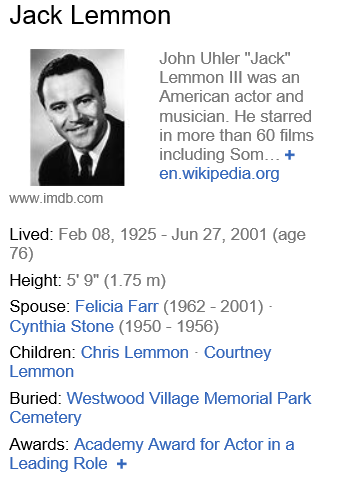 Jack Lemmon
John Uhler "Jack"
Lemmon III was an
American actor and
musician. He starred
in more than 60 films
including Som… +
en.wikipedia.org
www.imdb.com
Lived: Feb 08, 1925 - Jun 27, 2001 (age
76)
Height: 5' 9" (1.75 m)
Spouse: Felicia Farr (1962 - 2001) ·
Cynthia Stone (1950 - 1956)
Children: Chris Lemmon · Courtney
Lemmon
Buried: Westwood Village Memorial Park
Cemetery
Awards: Academy Award for Actor in a
Leading Role +